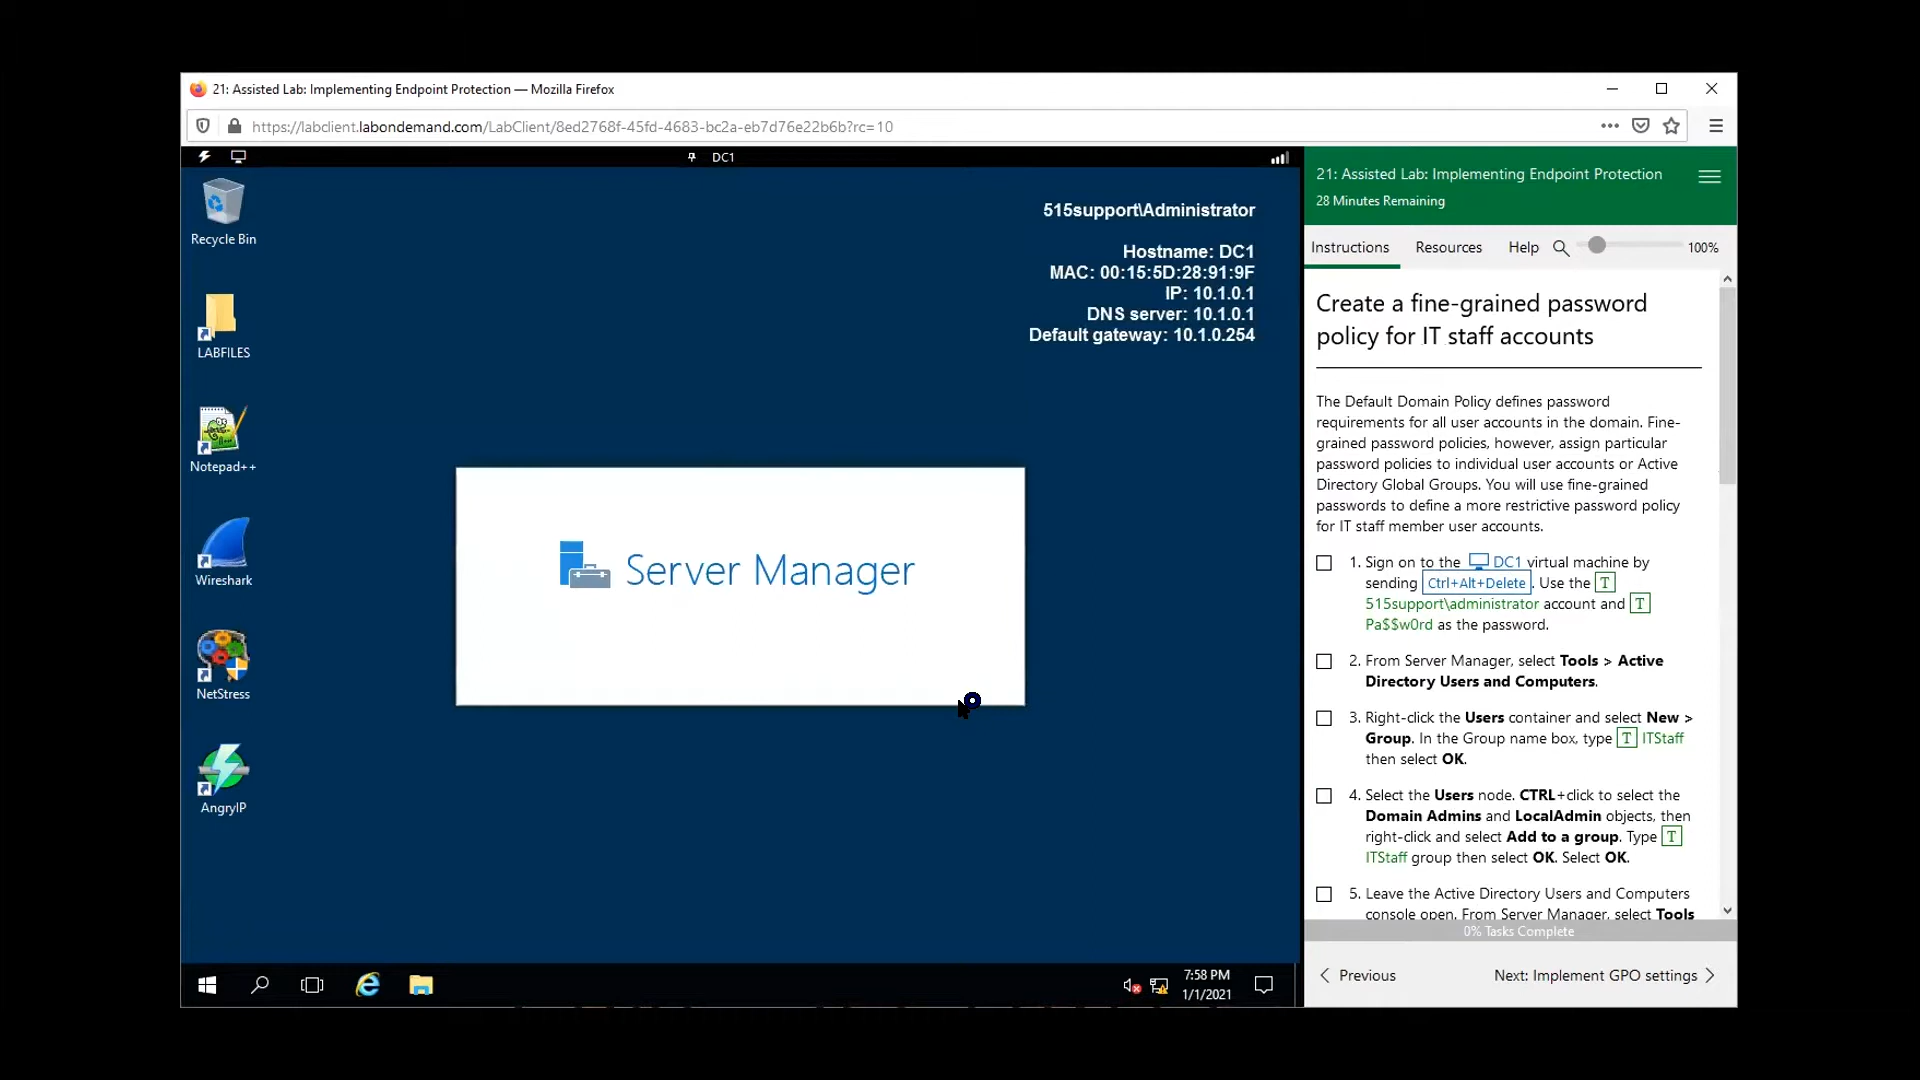 21: Assisted Lab: Implementing Endpoint Protection — Mozilla Firefox
https://labclient.labondemand.com/LabClient/8ed2768f-45fd-4683-bc2a-eb7d76e22b6b?rc=10
DC1
Recycle Bin
LABFILES
Notepad++
Wireshark
NetStress
AngryIP
515support\Administrator
Hostname: DC1
MAC: 00:15:5D:28:91:9F
IP: 10.1.0.1
DNS server: 10.1.0.1
Default gateway: 10.1.0.254
Server Manager
7:58 PM
1/1/2021
21: Assisted Lab: Implementing Endpoint Protection
28 Minutes Remaining
Instructions Resources Help 100%
Create a fine-grained password
policy for IT staff accounts
The Default Domain Policy defines password
requirements for all user accounts in the domain. Fine-
grained password policies, however, assign particular
password policies to individual user accounts or Active
Directory Global Groups. You will use fine-grained
passwords to define a more restrictive password policy
for IT staff member user accounts.
1. Sign on to the DC1 virtual machine by
sending Ctrl+Alt+Delete. Use the T
515support\administrator account and T
Pa$$w0rd as the password.
2. From Server Manager, select Tools > Active
Directory Users and Computers.
3. Right-click the Users container and select New >
Group. In the Group name box, type T ITStaff
then select OK.
4. Select the Users node. CTRL+click to select the
Domain Admins and LocalAdmin objects, then
right-click and select Add to a group. Type T
ITStaff group then select OK. Select OK.
5. Leave the Active Directory Users and Computers
console open. From Server Manager, select Tools
0% Tasks Complete
Previous
Next: Implement GPO settings